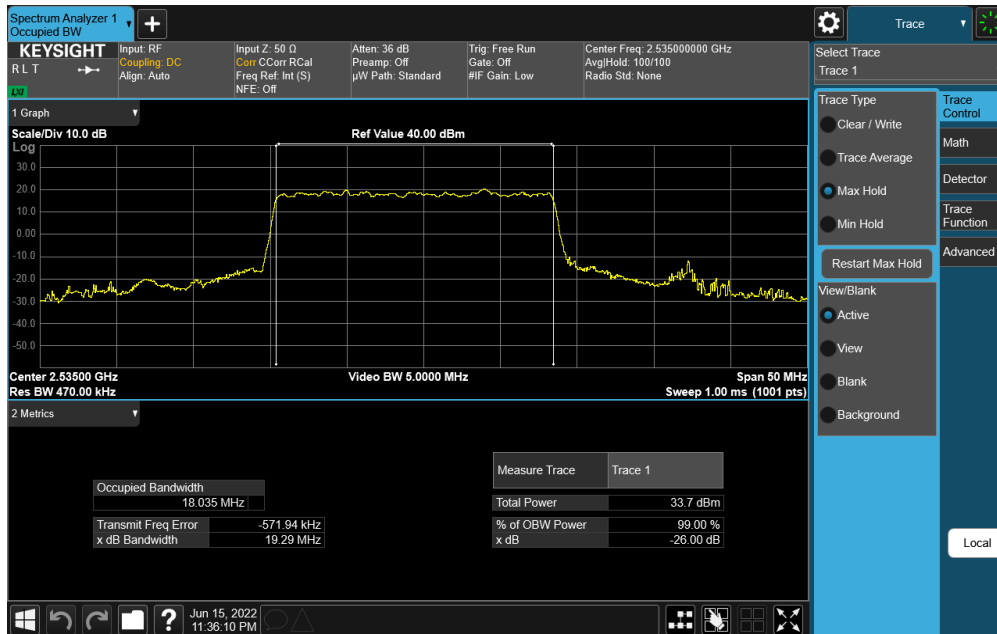 Spectrum Analyzer 1
Occupied BW
KEYSIGHT
R L T
LXI
Input: RF
Coupling: DC
Align: Auto
Input Z: 50 Ω
Corr CCorr RCal
Freq Ref: Int (S)
NFE: Off
Atten: 36 dB
Preamp: Off
µW Path: Standard
Trig: Free Run
Gate: Off
#IF Gain: Low
Center Freq: 2.535000000 GHz
Avg|Hold: 100/100
Radio Std: None
1 Graph
Scale/Div 10.0 dB
Ref Value 40.00 dBm
Log
30.0
20.0
10.0
0.00
-10.0
-20.0
-30.0
-40.0
-50.0
Center 2.53500 GHz
Video BW 5.0000 MHz
Span 50 MHz
Res BW 470.00 kHz
Sweep 1.00 ms (1001 pts)
2 Metrics
Occupied Bandwidth
18.035 MHz
Transmit Freq Error -571.94 kHz
x dB Bandwidth 19.29 MHz
Measure Trace Trace 1
Total Power 33.7 dBm
% of OBW Power 99.00 %
x dB -26.00 dB
?
Jun 15, 2022
11:36:10 PM
Trace
Select Trace
Trace 1
Trace Type
Clear / Write
Trace Average
Max Hold
Min Hold
Restart Max Hold
View/Blank
Active
View
Blank
Background
Trace
Control
Math
Detector
Trace
Function
Advanced
Local